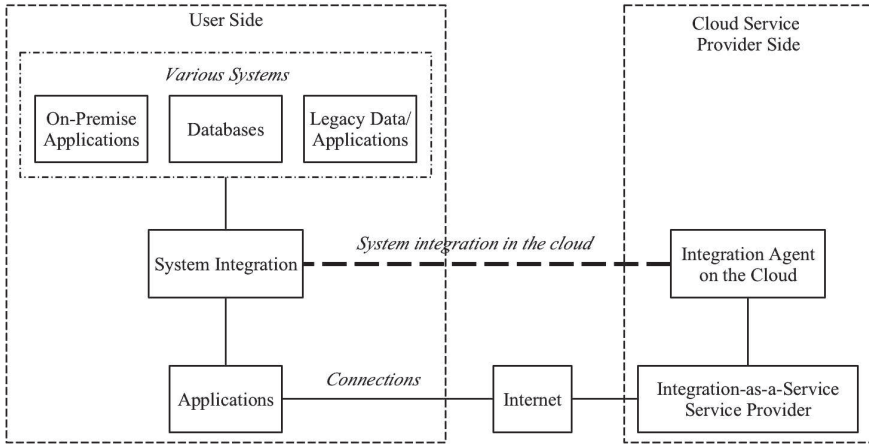 User Side
Cloud Service
Provider Side
Various Systems
On-Premise
Applications
Databases
Legacy Data/
Applications
System integration in the cloud
System Integration
Integration Agent
on the Cloud
Connections
Applications
Internet
Integration-as-a-Service
Service Provider